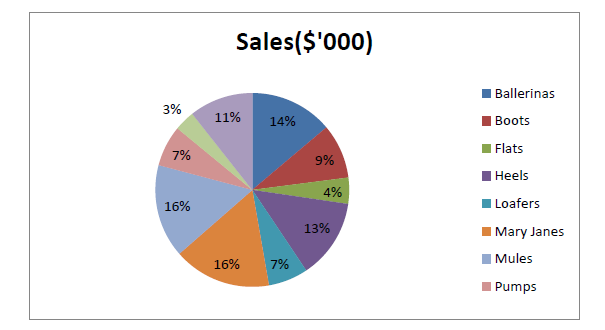 Sales($'000)
14%
9%
4%
13%
7%
16%
16%
7%
3%
11%
Ballerinas
Boots
Flats
Heels
Loafers
Mary Janes
Mules
Pumps